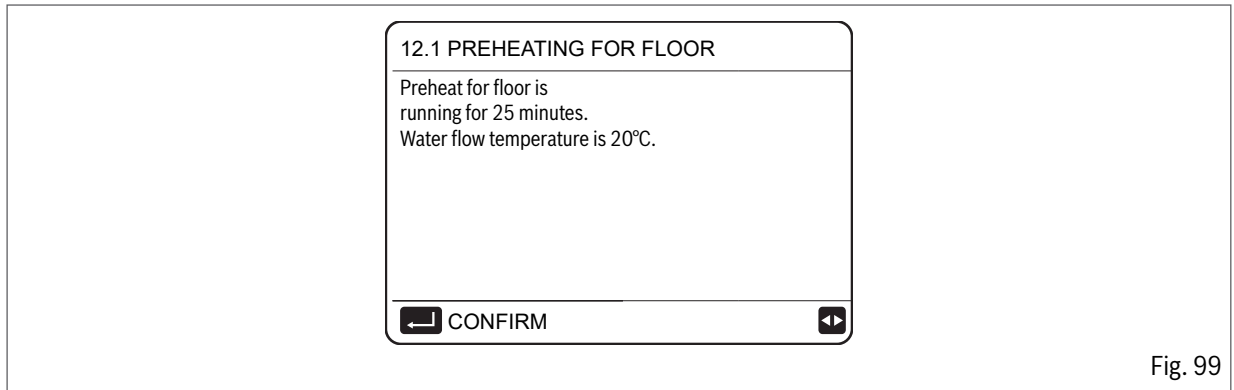 12.1 PREHEATING FOR FLOOR
Preheat for floor is
running for 25 minutes.
Water flow temperature is 20°C.
CONFIRM
Fig. 99